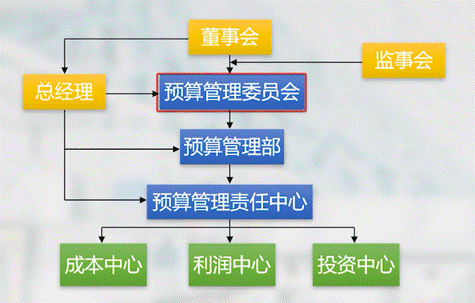 董事会
监事会
总经理
预算管理委员会
预算管理部
预算管理责任中心
成本中心
利润中心
投资中心